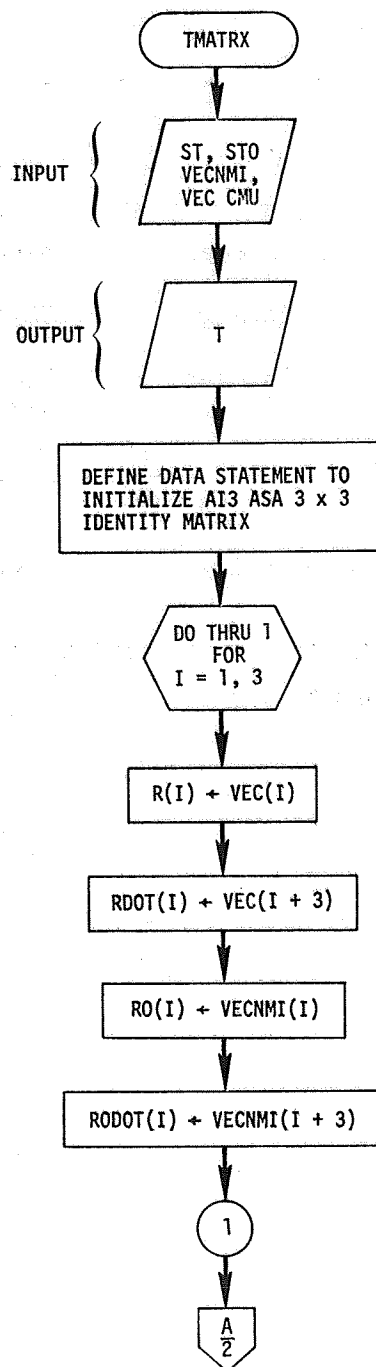 TMATRX
INPUT
ST, STO
VECNMI,
VEC CMU
OUTPUT
T
DEFINE DATA STATEMENT TO
INITIALIZE AI3 ASA 3 x 3
IDENTITY MATRIX
DO THRU 1
FOR
I = 1, 3
R(I) ← VEC(I)
RDOT(I) ← VEC(I + 3)
RO(I) ← VECNMI(I)
RODOT(I) ← VECNMI(I + 3)
1
A
2